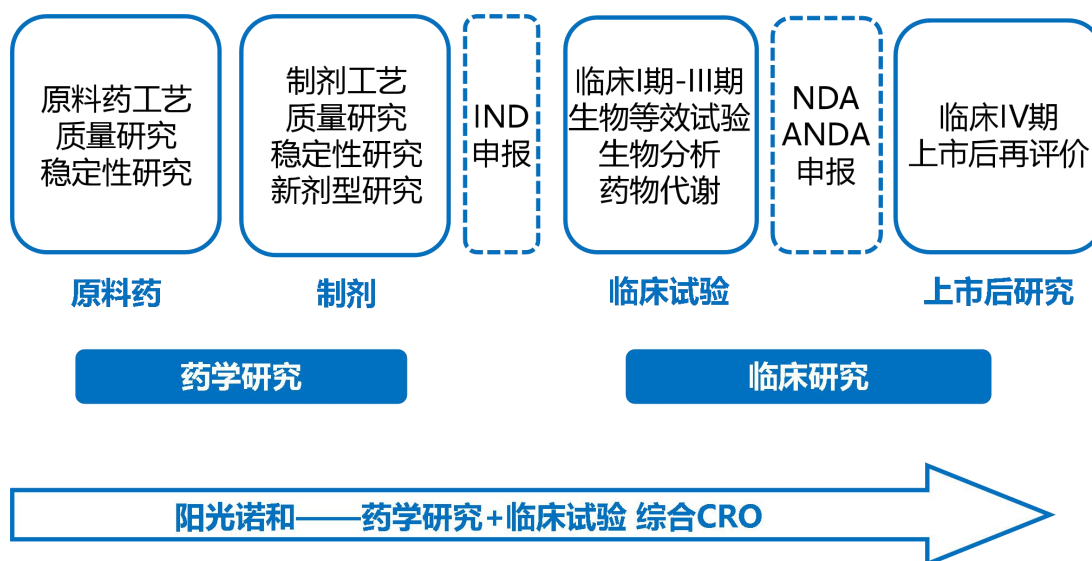 原料药工艺
质量研究
稳定性研究
制剂工艺
质量研究
稳定性研究
新剂型研究
IND
申报
临床I期-III期
生物等效试验
生物分析
药物代谢
NDA
ANDA
申报
临床IV期
上市后再评价
原料药
制剂
临床试验
上市后研究
药学研究
临床研究
阳光诺和——药学研究+临床试验 综合CRO